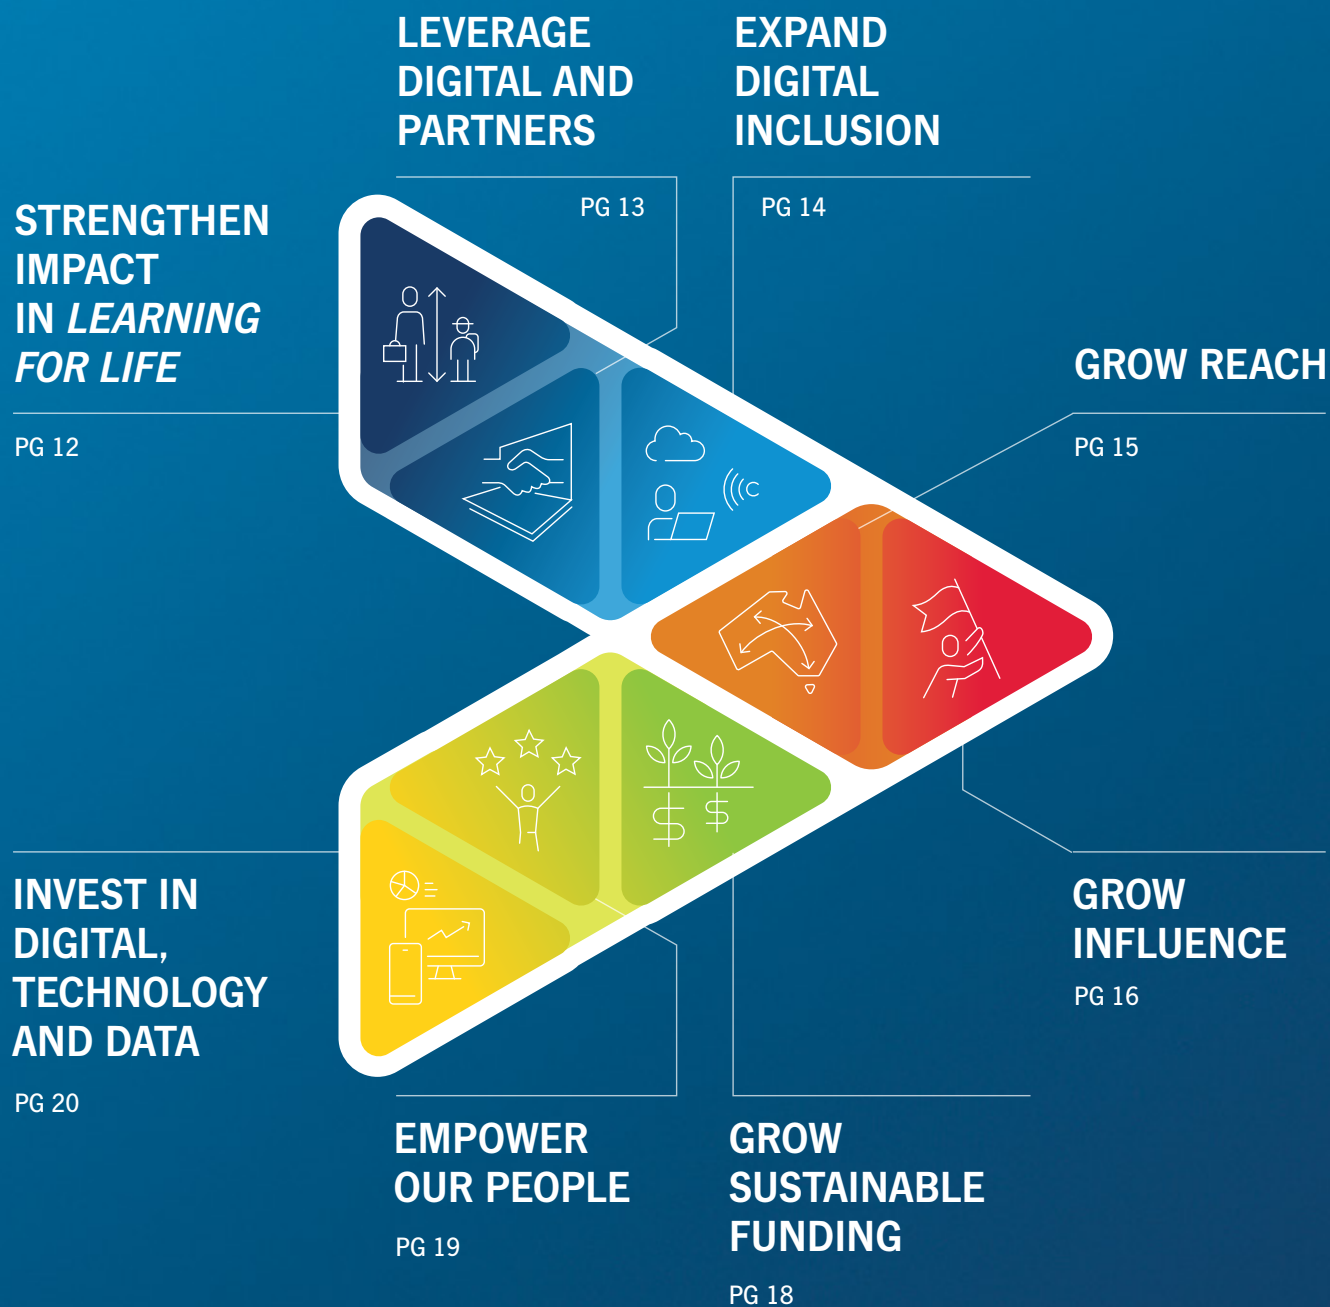 LEVERAGE
DIGITAL AND
PARTNERS
PG 13
EXPAND
DIGITAL
INCLUSION
PG 14
STRENGTHEN
IMPACT
IN LEARNING
FOR LIFE
PG 12
GROW REACH
PG 15
INVEST IN
DIGITAL,
TECHNOLOGY
AND DATA
PG 20
GROW
INFLUENCE
PG 16
EMPOWER
OUR PEOPLE
PG 19
GROW
SUSTAINABLE
FUNDING
PG 18